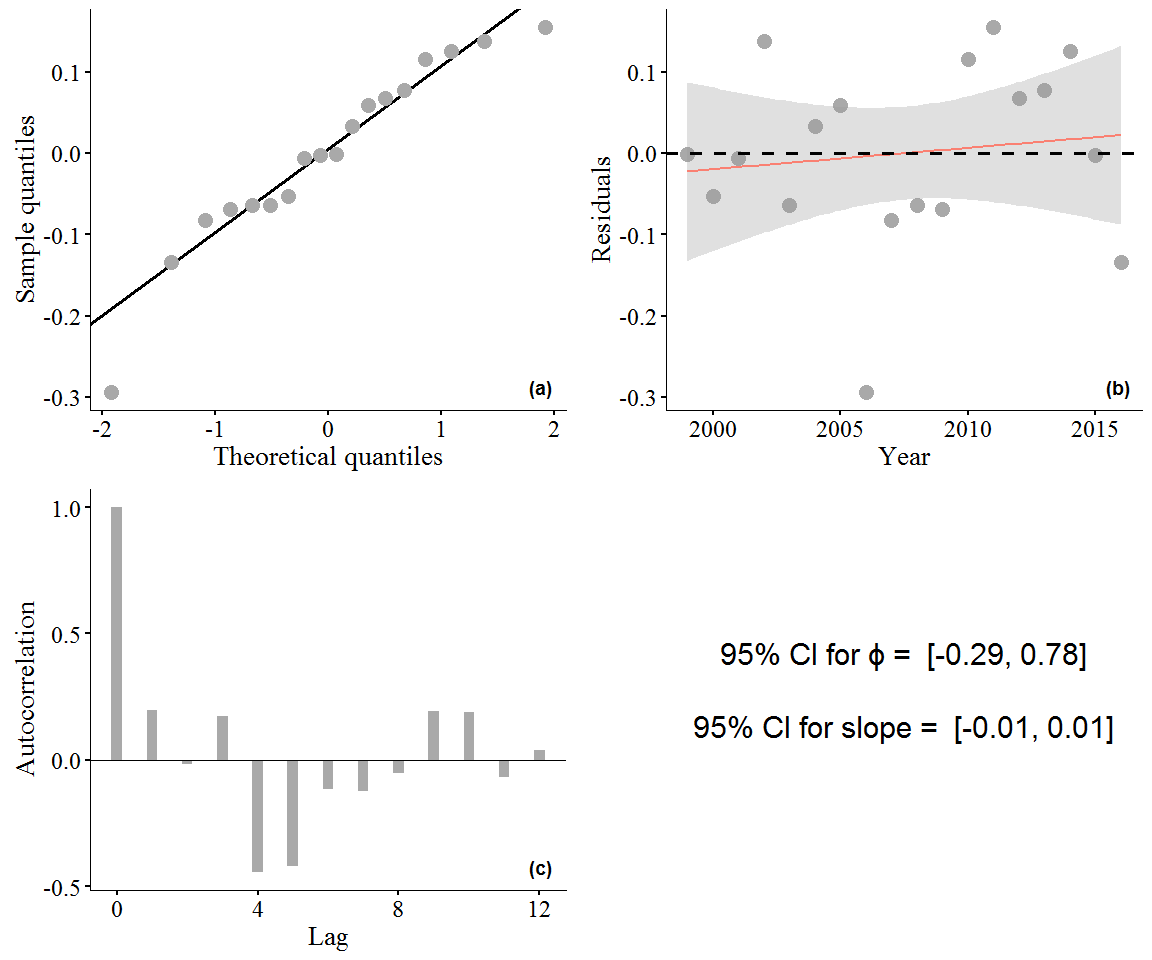 0.1
0.0
-0.1
-0.2
-0.3
Sample quantiles
-2 -1 0 1 2
Theoretical quantiles
(a)
0.1
0.0
-0.1
-0.2
-0.3
Residuals
2000 2005 2010 2015
Year
(b)
1.0
0.5
0.0
-0.5
Autocorrelation
0 4 8 12
Lag
(c)
95% CI for ϕ = [-0.29, 0.78]
95% CI for slope = [-0.01, 0.01]